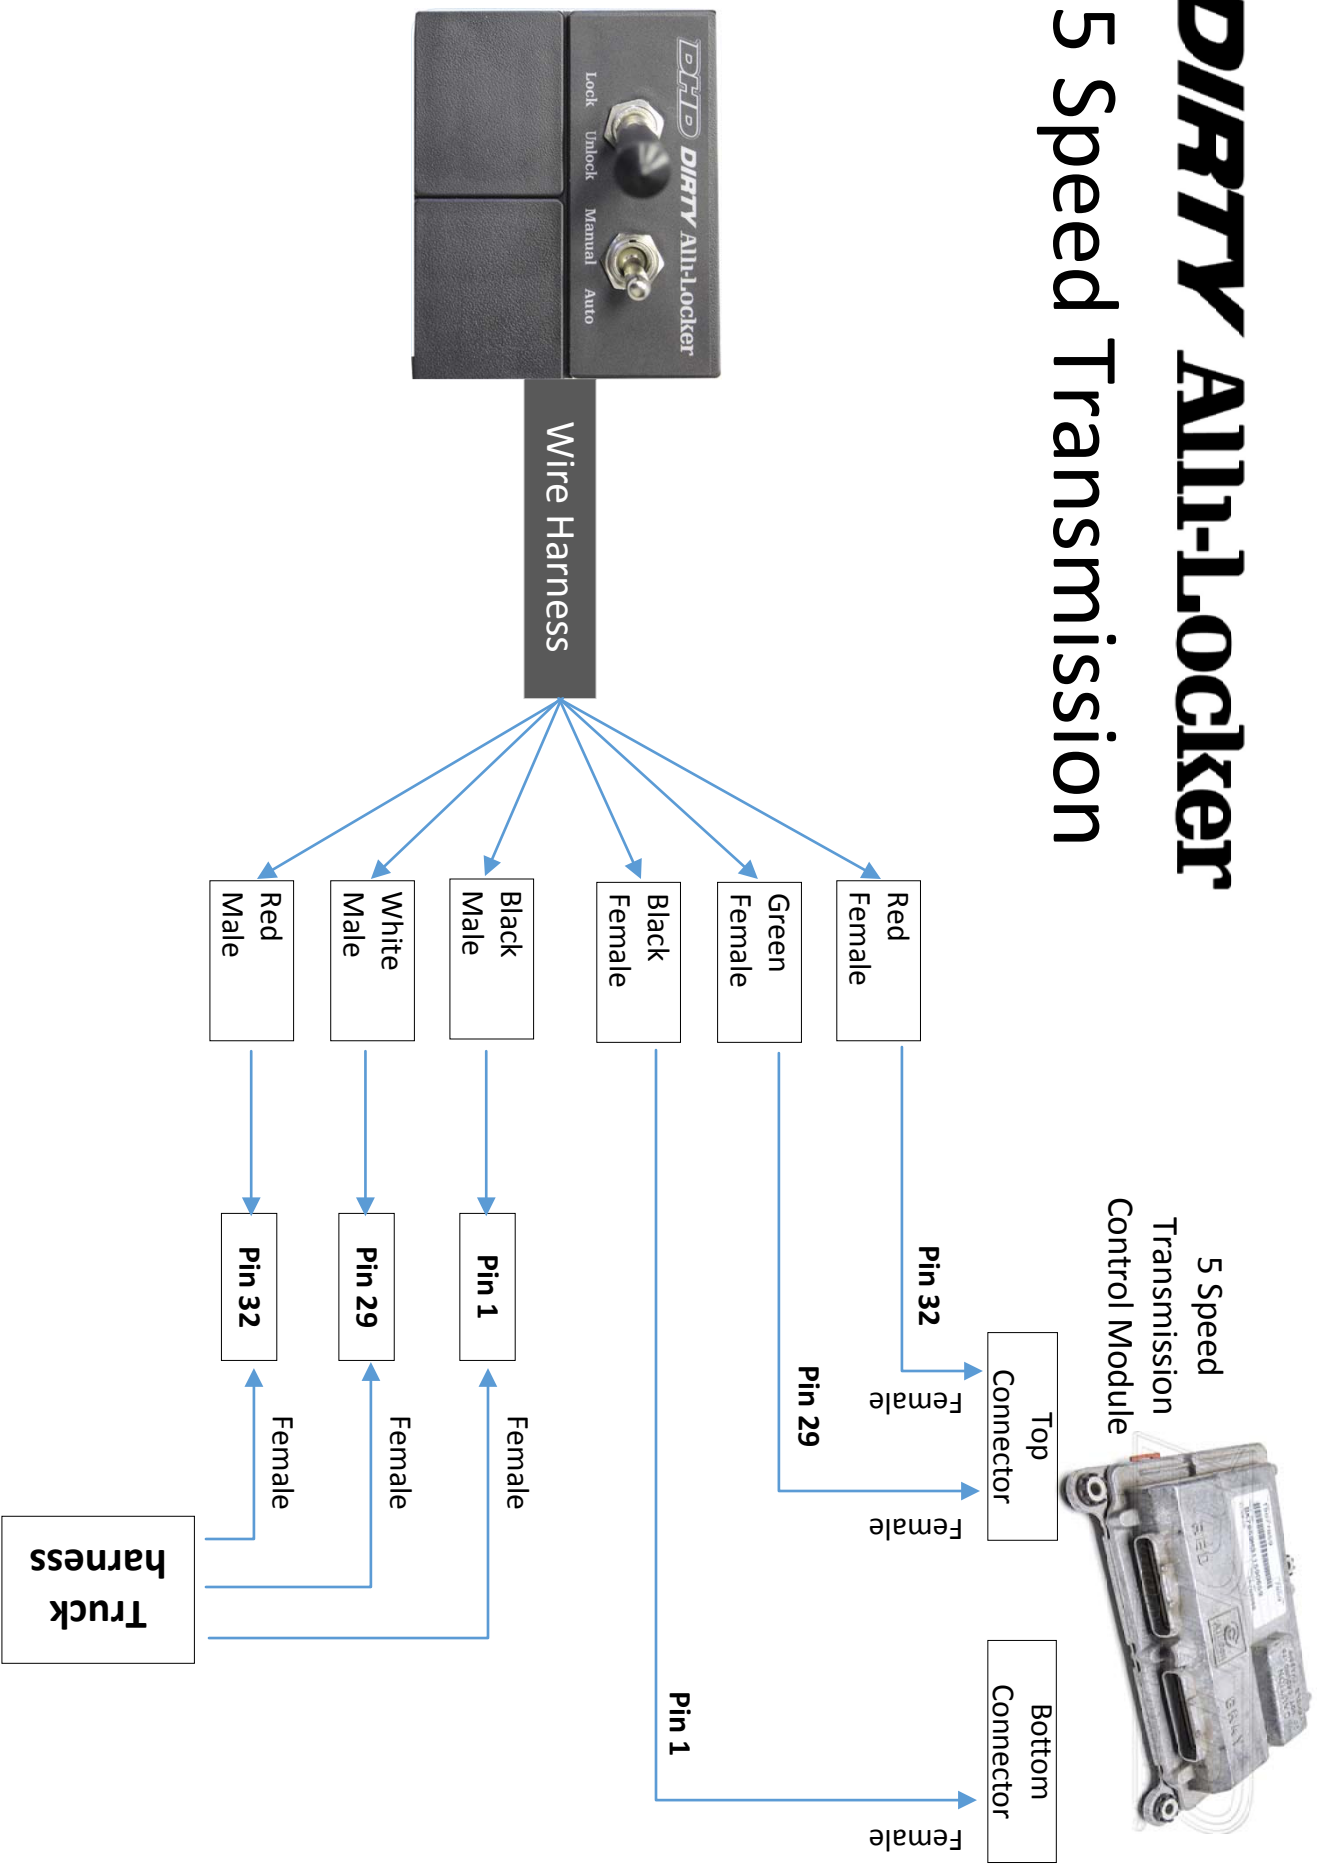 DIRTY Alli-Locker
5 Speed Transmission
DHD DIRTY Alli-Locker
Lock Unlock Manual Auto
Wire Harness
Red
Female
Green
Female
Black
Female
Black
Male
White
Male
Red
Male
5 Speed
Transmission
Control Module
Top
Connector
Bottom
Connector
Pin 32
Female
Pin 29
Female
Pin 1
Female
Pin 1
Female
Pin 29
Female
Pin 32
Female
Truck
harness